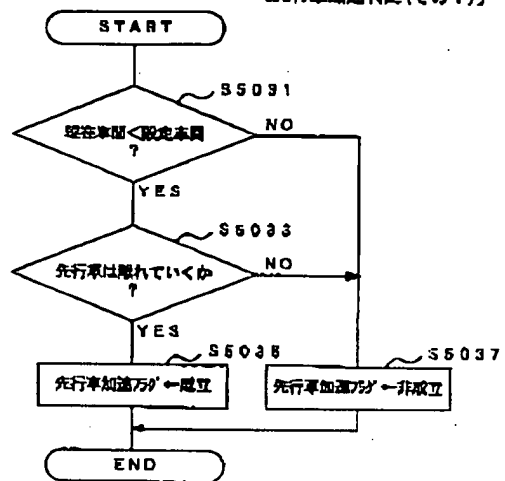 START
S5031
現在車間<設定車間
?
NO
YES
S5033
先行車は離れていくか
?
NO
YES
S5035
先行車加速フラグ←成立
S5037
先行車加速フラグ←非成立
END